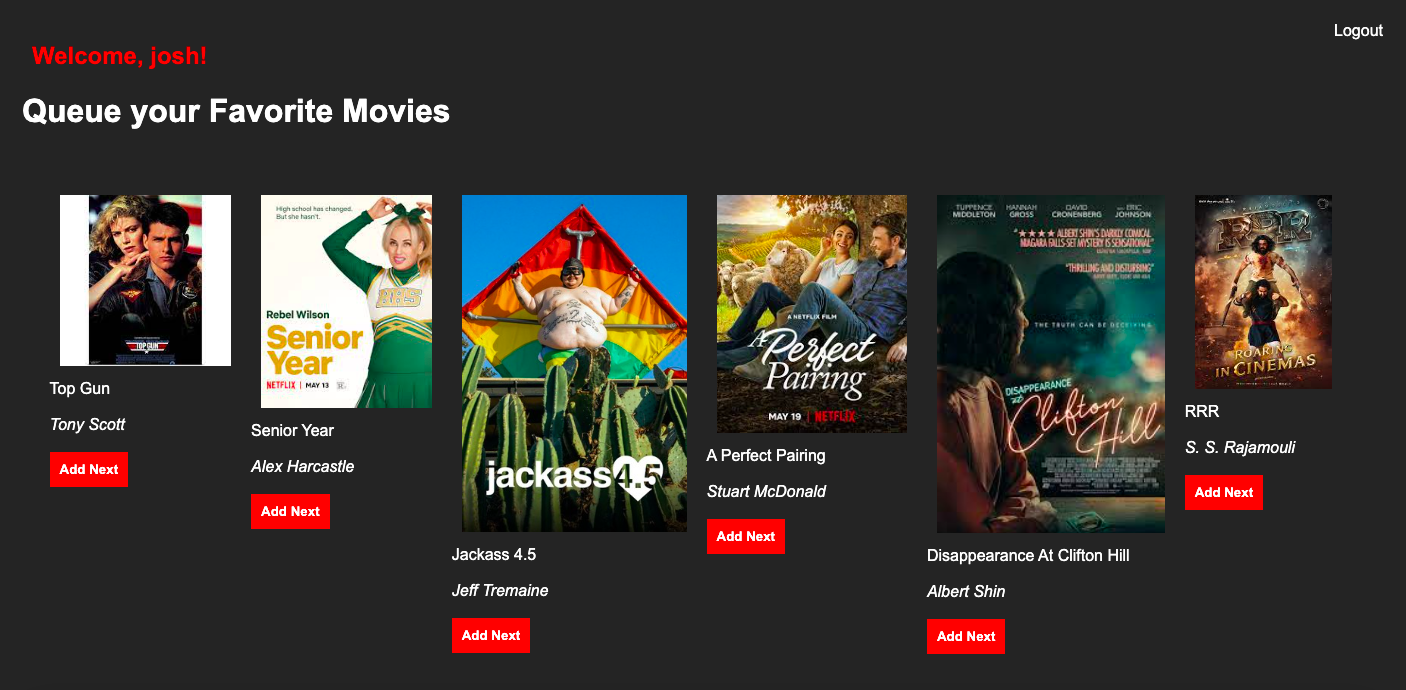 Logout
Welcome, josh!
Queue your Favorite Movies
TOP GUN
Top Gun
Tony Scott
Add Next
High school has changed.
But she hasn't.
RHS
Rebel Wilson
Senior
Year
NETFLIX | MAY 13
Senior Year
Alex Harcastle
Add Next
jackass 4.5
Jackass 4.5
Jeff Tremaine
Add Next
A NETFLIX FILM
A Perfect
Pairing
MAY 19 | NETFLIX
A Perfect Pairing
Stuart McDonald
Add Next
TUPPENCE MIDDLETON HANNAH GROSS DAVID CRONENBERG AND ERIC JOHNSON
"★★★★ ALBERT SHIN'S DARKLY COMICAL
NIAGARA FALLS-SET MYSTERY IS SENSATIONAL"
"THRILLING AND DISTURBING"
THE TRUTH CAN BE DECEIVING
DISAPPEARANCE
AT
Clifton
Hill
Disappearance At Clifton Hill
Albert Shin
Add Next
RRR
ROARING
IN CINEMAS
RRR
S. S. Rajamouli
Add Next